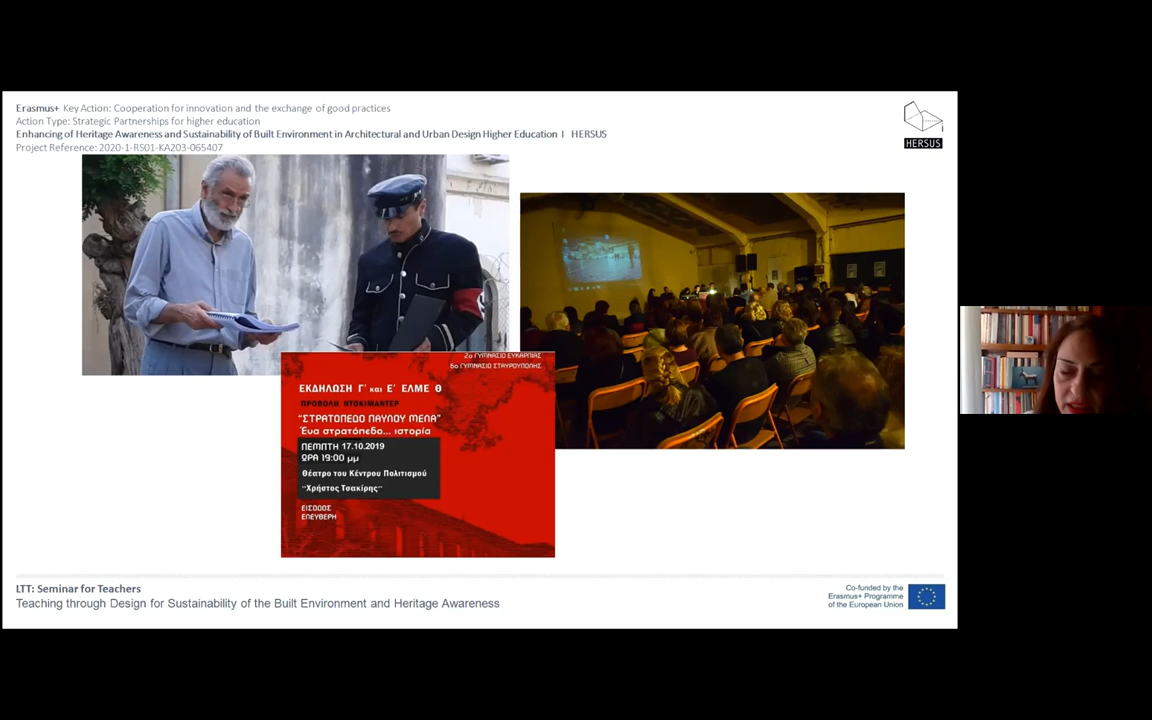 Erasmus+ Key Action: Cooperation for innovation and the exchange of good practices
Action Type: Strategic Partnerships for higher education
Enhancing of Heritage Awareness and Sustainability of Built Environment in Architectural and Urban Design Higher Education I HERSUS
Project Reference: 2020-1-RS01-KA203-065407
HERSUS
2ο ΓΥΜΝΑΣΙΟ ΕΥΚΑΡΠΙΑΣ
6ο ΓΥΜΝΑΣΙΟ ΣΤΑΥΡΟΥΠΟΛΗΣ
ΕΚΔΗΛΩΣΗ Γ' και Ε' ΕΛΜΕ Θ
ΠΡΟΒΟΛΗ ΝΤΟΚΙΜΑΝΤΕΡ
"ΣΤΡΑΤΟΠΕΔΟ ΠΑΥΛΟΥ ΜΕΛΑ"
Ένα στρατόπεδο... ιστορία
ΠΕΜΠΤΗ 17.10.2019
ΩΡΑ 19:00 μμ
Θέατρο του Κέντρου Πολιτισμού
"Χρήστος Τσακίρης"
ΕΙΣΟΔΟΣ
ΕΛΕΥΘΕΡΗ
LTT: Seminar for Teachers
Teaching through Design for Sustainability of the Built Environment and Heritage Awareness
Co-funded by the
Erasmus+ Programme
of the European Union